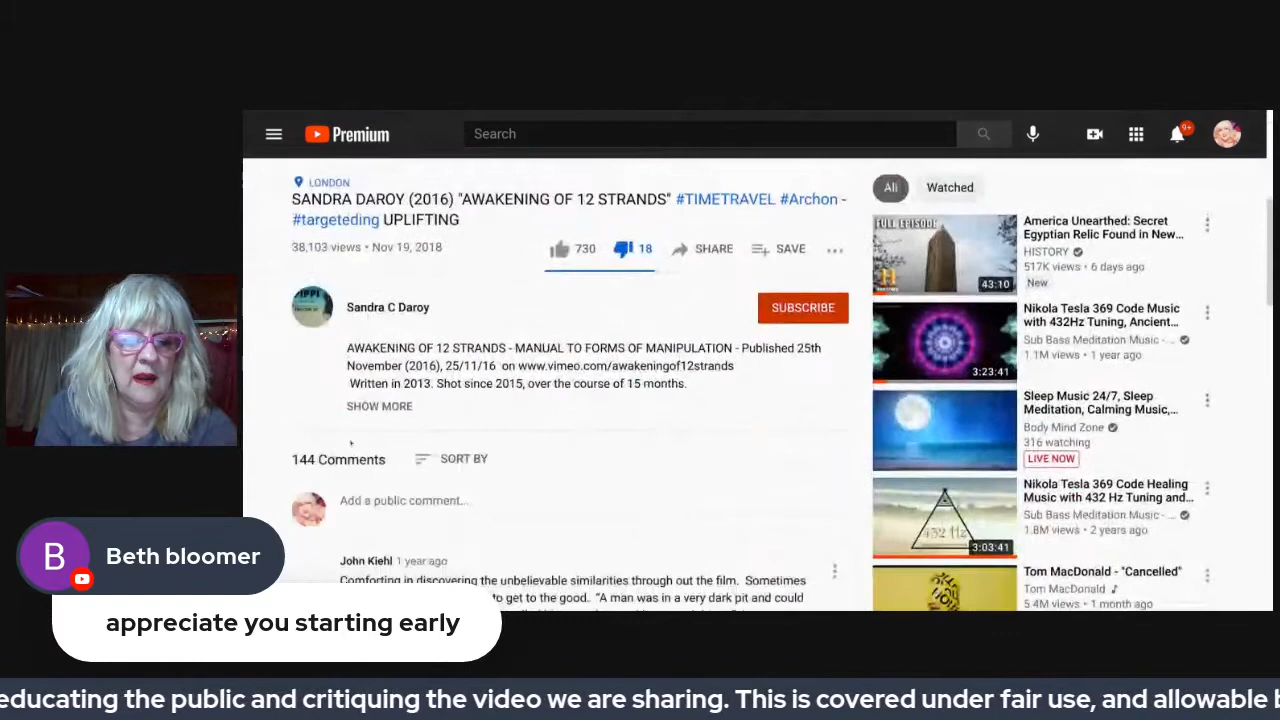 Premium
Search
9+
LONDON
SANDRA DAROY (2016) "AWAKENING OF 12 STRANDS" #TIMETRAVEL #Archon -
#targeteding UPLIFTING
38,103 views • Nov 19, 2018
730
18
SHARE
SAVE
Sandra C Daroy
SUBSCRIBE
AWAKENING OF 12 STRANDS - MANUAL TO FORMS OF MANIPULATION - Published 25th
November (2016), 25/11/16 on www.vimeo.com/awakeningof12strands
Written in 2013. Shot since 2015, over the course of 15 months.
SHOW MORE
144 Comments
SORT BY
Add a public comment...
John Kiehl 1 year ago
Comforting in discovering the unbelievable similarities through out the film. Sometimes
to get to the good. "A man was in a very dark pit and could
All
Watched
FULL EPISODE
43:10
America Unearthed: Secret
Egyptian Relic Found in New...
HISTORY
517K views • 6 days ago
New
3:23:41
Nikola Tesla 369 Code Music
with 432Hz Tuning, Ancient...
Sub Bass Meditation Music - ...
1.1M views • 1 year ago
Sleep Music 24/7, Sleep
Meditation, Calming Music,...
Body Mind Zone
316 watching
LIVE NOW
432 Hz
3:03:41
Nikola Tesla 369 Code Healing
Music with 432 Hz Tuning and...
Sub Bass Meditation Music - ...
1.8M views • 2 years ago
Tom MacDonald - "Cancelled"
Tom MacDonald
5.4M views • 1 month ago
B
Beth bloomer
appreciate you starting early
educating the public and critiquing the video we are sharing. This is covered under fair use, and allowable b